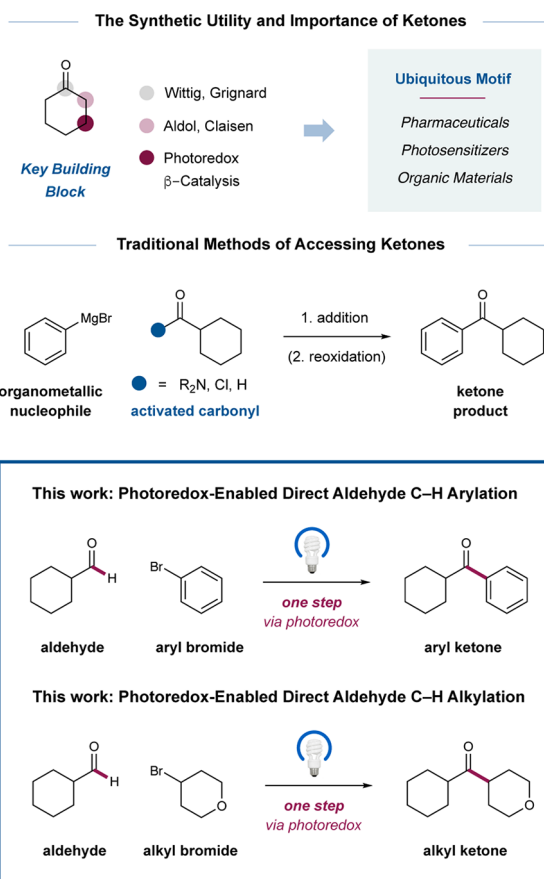 The Synthetic Utility and Importance of Ketones
O
Wittig, Grignard
Aldol, Claisen
Photoredox
β−Catalysis
Key Building
Block
Ubiquitous Motif
Pharmaceuticals
Photosensitizers
Organic Materials
Traditional Methods of Accessing Ketones
MgBr
O
1. addition
(2. reoxidation)
O
organometallic
nucleophile
= R2N, Cl, H
activated carbonyl
ketone
product
This work: Photoredox-Enabled Direct Aldehyde C–H Arylation
O
H
Br
one step
via photoredox
O
aldehyde
aryl bromide
aryl ketone
This work: Photoredox-Enabled Direct Aldehyde C–H Alkylation
O
H
Br
O
one step
via photoredox
O
O
aldehyde
alkyl bromide
alkyl ketone